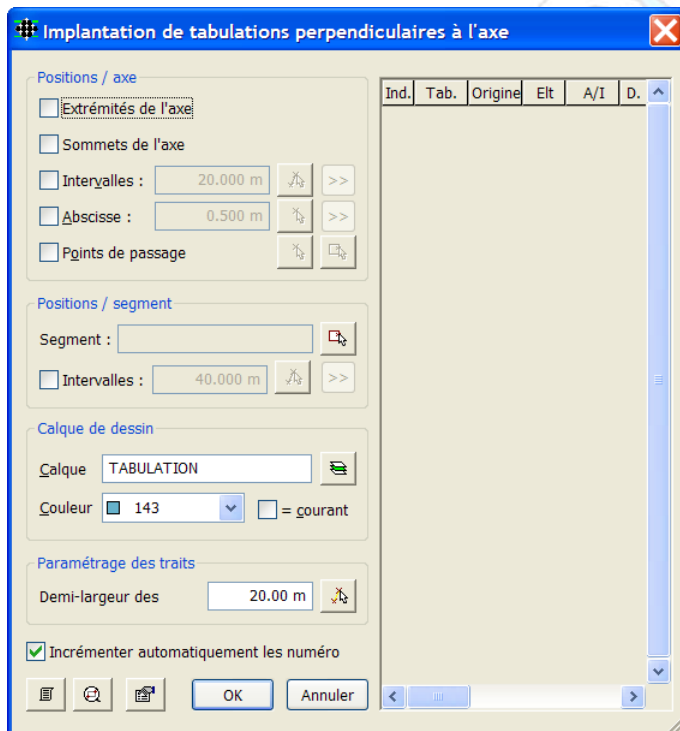 Implantation de tabulations perpendiculaires à l'axe
Positions / axe
Extrémités de l'axe
Sommets de l'axe
Intervalles : 20.000 m >>
Abscisse : 0.500 m >>
Points de passage
Positions / segment
Segment :
Intervalles : 40.000 m >>
Calque de dessin
Calque TABULATION
Couleur 143 = courant
Paramétrage des traits
Demi-largeur des 20.00 m
Incrémenter automatiquement les numéro
OK Annuler
Ind. Tab. Origine Elt A/I D.